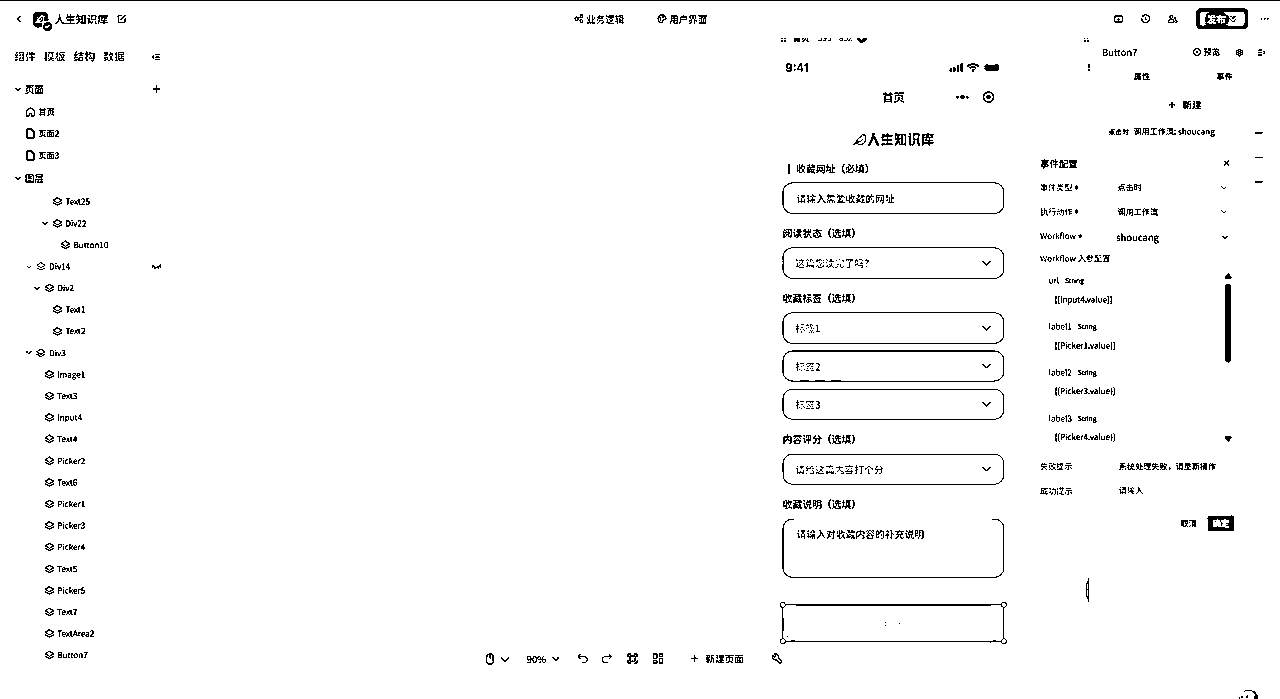 人生知识库
业务逻辑
用户界面
发布
组件 模板 结构 数据
页面
首页
页面2
页面3
图层
Text25
Div22
Button10
Div14
Div2
Text1
Text2
Div3
Image1
Text3
Input4
Text4
Picker2
Text6
Picker1
Picker3
Picker4
Text5
Picker5
Text7
TextArea2
Button7
9:41
首页
人生知识库
收藏网址（必填）
请输入需要收藏的网址
阅读状态（选填）
这篇您读完了吗？
收藏标签（选填）
标签1
标签2
标签3
内容评分（选填）
请给这篇内容打个分
收藏说明（选填）
请输入对收藏内容的补充说明
90%
新建页面
Button7
预览
属性
事件
新建
点击时 调用工作流: shoucang
事件配置
事件类型*
点击时
执行动作*
调用工作流
Workflow*
shoucang
Workflow 入参配置
url String
{{Input4.value}}
label1 String
{{Picker1.value}}
label2 String
{{Picker3.value}}
label3 String
{{Picker4.value}}
失败提示
系统处理失败，请重新操作
成功提示
请输入
取消
确定